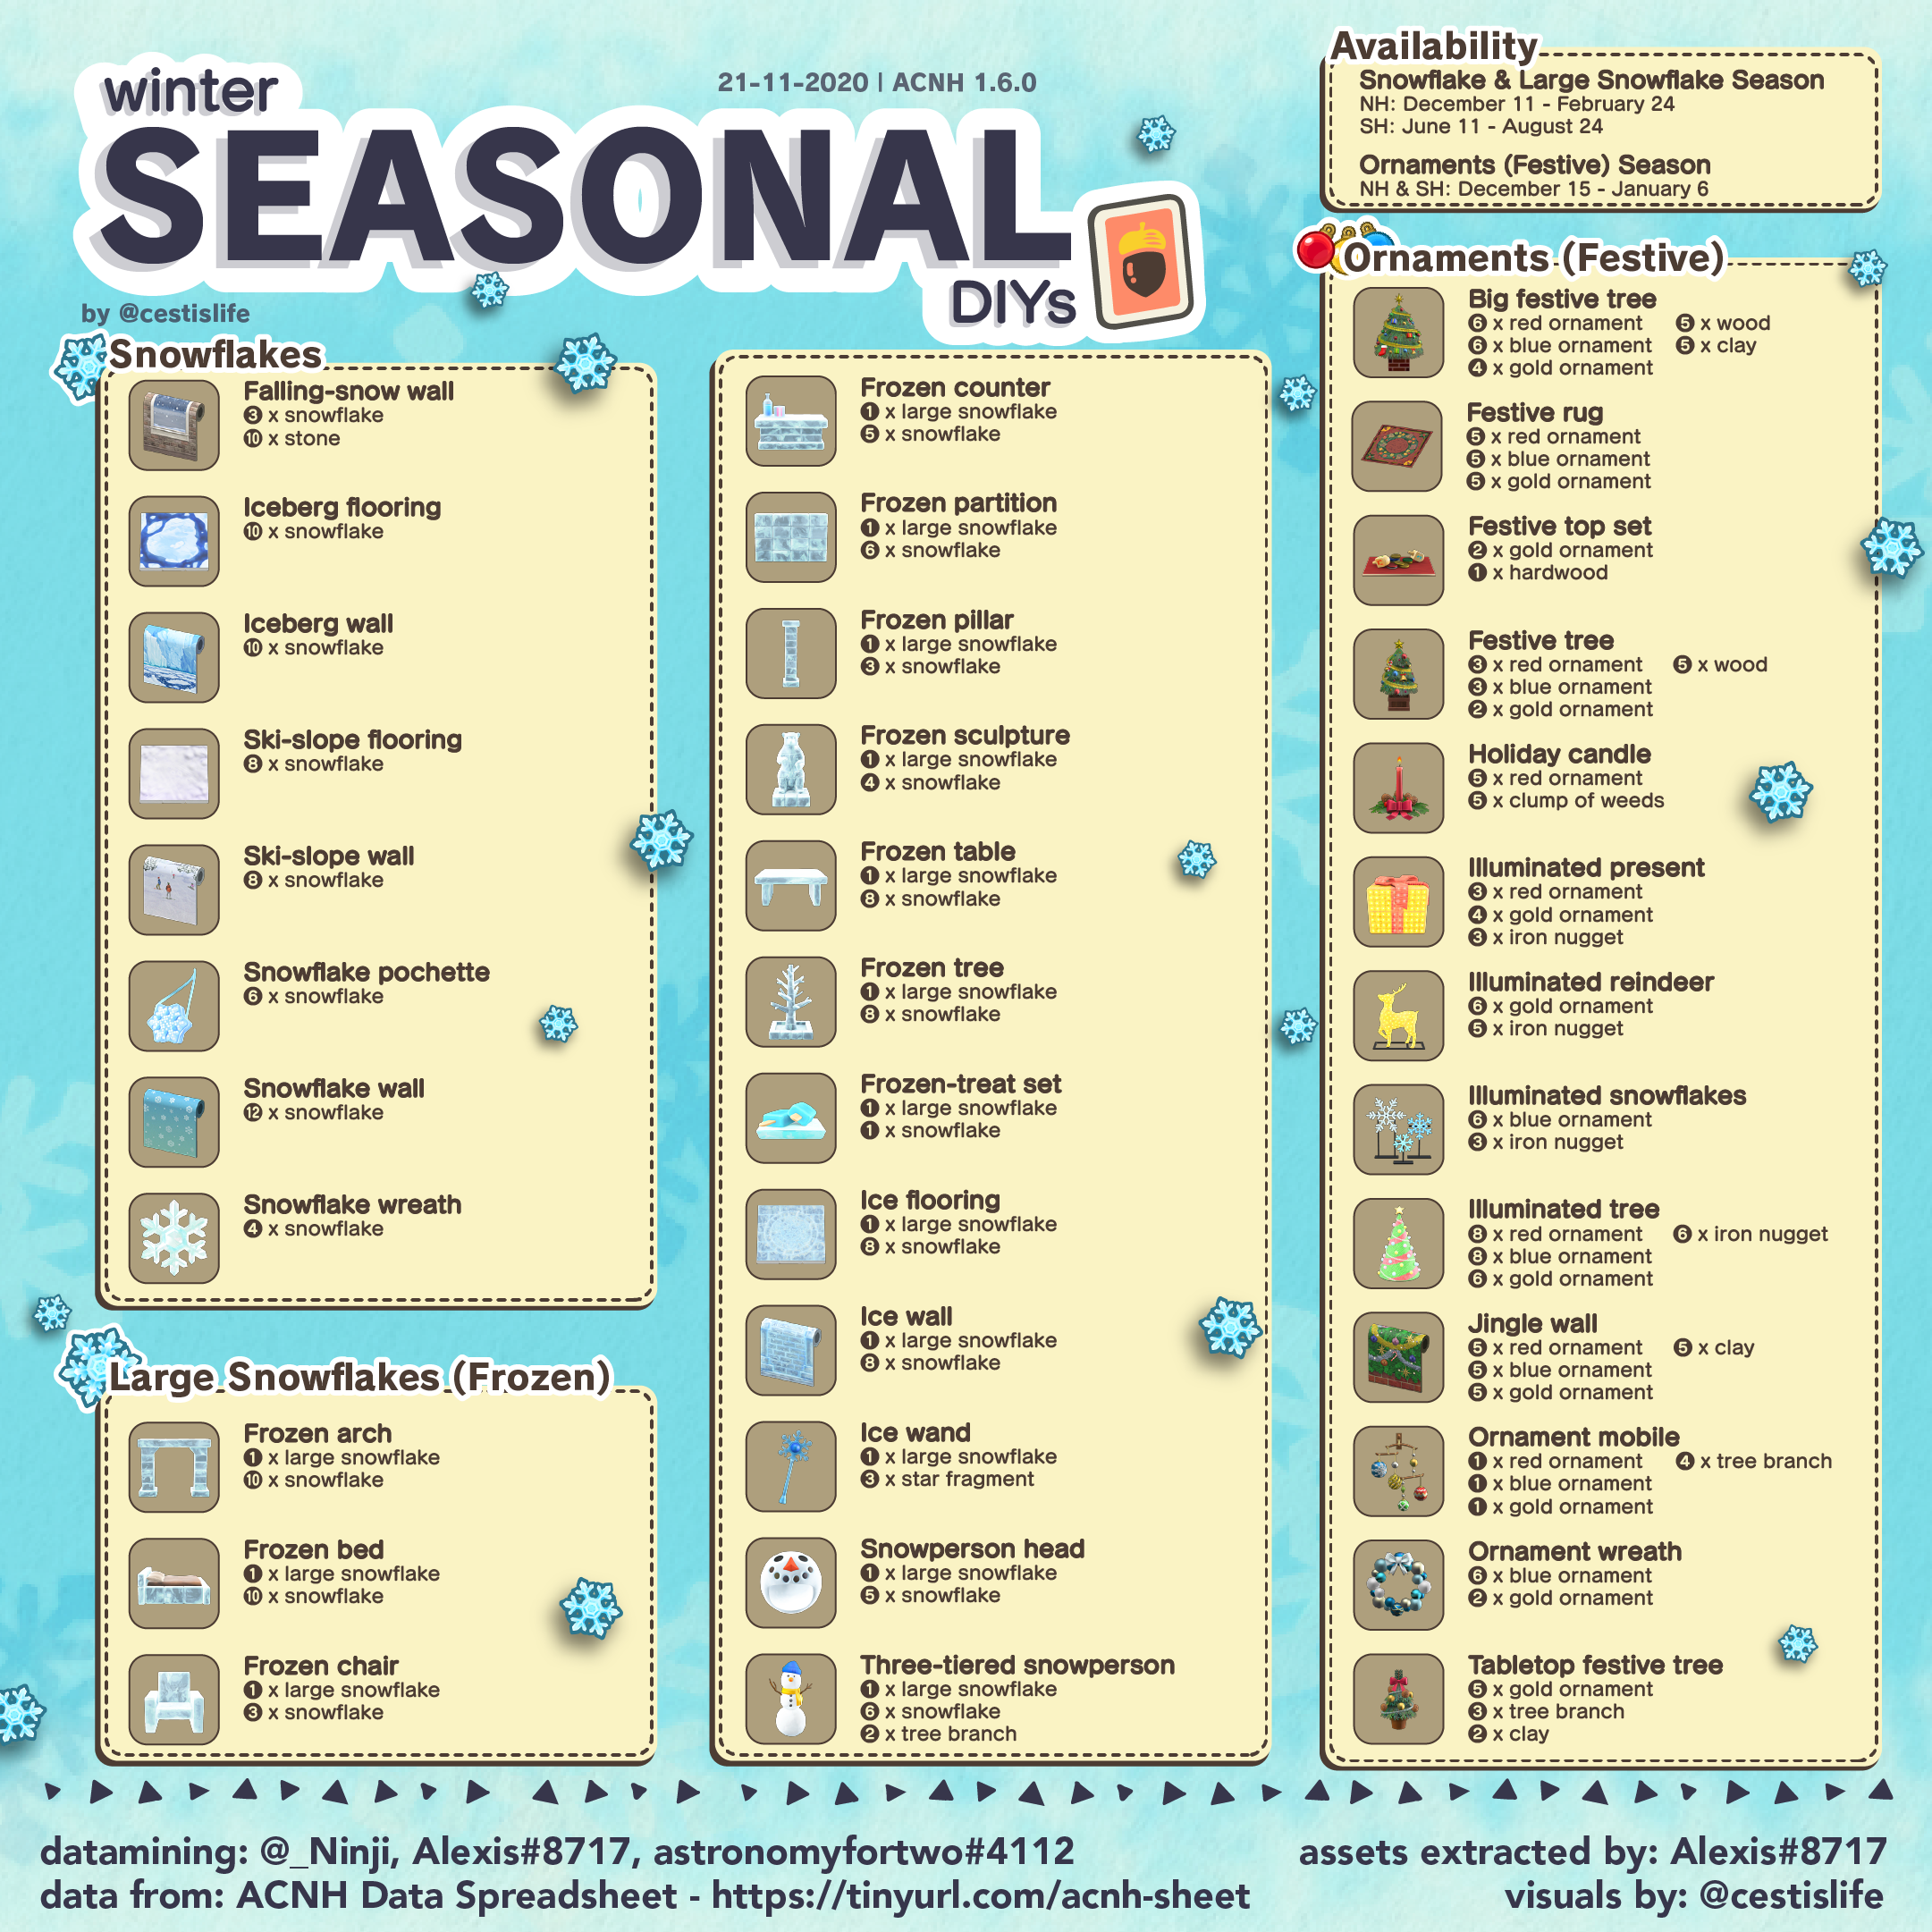 winter
SEASONAL
DIYs
21-11-2020 | ACNH 1.6.0
by @cestislife
Snowflakes
Falling-snow wall
3 x snowflake
10 x stone
Iceberg flooring
10 x snowflake
Iceberg wall
10 x snowflake
Ski-slope flooring
8 x snowflake
Ski-slope wall
8 x snowflake
Snowflake pochette
6 x snowflake
Snowflake wall
12 x snowflake
Snowflake wreath
4 x snowflake
Large Snowflakes (Frozen)
Frozen arch
1 x large snowflake
10 x snowflake
Frozen bed
1 x large snowflake
10 x snowflake
Frozen chair
1 x large snowflake
3 x snowflake
Frozen counter
1 x large snowflake
5 x snowflake
Frozen partition
1 x large snowflake
6 x snowflake
Frozen pillar
1 x large snowflake
3 x snowflake
Frozen sculpture
1 x large snowflake
4 x snowflake
Frozen table
1 x large snowflake
8 x snowflake
Frozen tree
1 x large snowflake
8 x snowflake
Frozen-treat set
1 x large snowflake
1 x snowflake
Ice flooring
1 x large snowflake
8 x snowflake
Ice wall
1 x large snowflake
8 x snowflake
Ice wand
1 x large snowflake
3 x star fragment
Snowperson head
1 x large snowflake
5 x snowflake
Three-tiered snowperson
1 x large snowflake
6 x snowflake
2 x tree branch
Availability
Snowflake & Large Snowflake Season
NH: December 11 - February 24
SH: June 11 - August 24
Ornaments (Festive) Season
NH & SH: December 15 - January 6
Ornaments (Festive)
Big festive tree
6 x red ornament 5 x wood
6 x blue ornament 5 x clay
4 x gold ornament
Festive rug
5 x red ornament
5 x blue ornament
5 x gold ornament
Festive top set
2 x gold ornament
1 x hardwood
Festive tree
3 x red ornament 5 x wood
3 x blue ornament
2 x gold ornament
Holiday candle
5 x red ornament
5 x clump of weeds
Illuminated present
3 x red ornament
4 x gold ornament
3 x iron nugget
Illuminated reindeer
6 x gold ornament
5 x iron nugget
Illuminated snowflakes
6 x blue ornament
3 x iron nugget
Illuminated tree
8 x red ornament 6 x iron nugget
8 x blue ornament
6 x gold ornament
Jingle wall
5 x red ornament 5 x clay
5 x blue ornament
5 x gold ornament
Ornament mobile
1 x red ornament 4 x tree branch
1 x blue ornament
1 x gold ornament
Ornament wreath
6 x blue ornament
2 x gold ornament
Tabletop festive tree
5 x gold ornament
3 x tree branch
2 x clay
datamining: @_Ninji, Alexis#8717, astronomyfortwo#4112
data from: ACNH Data Spreadsheet - https://tinyurl.com/acnh-sheet
assets extracted by: Alexis#8717
visuals by: @cestislife